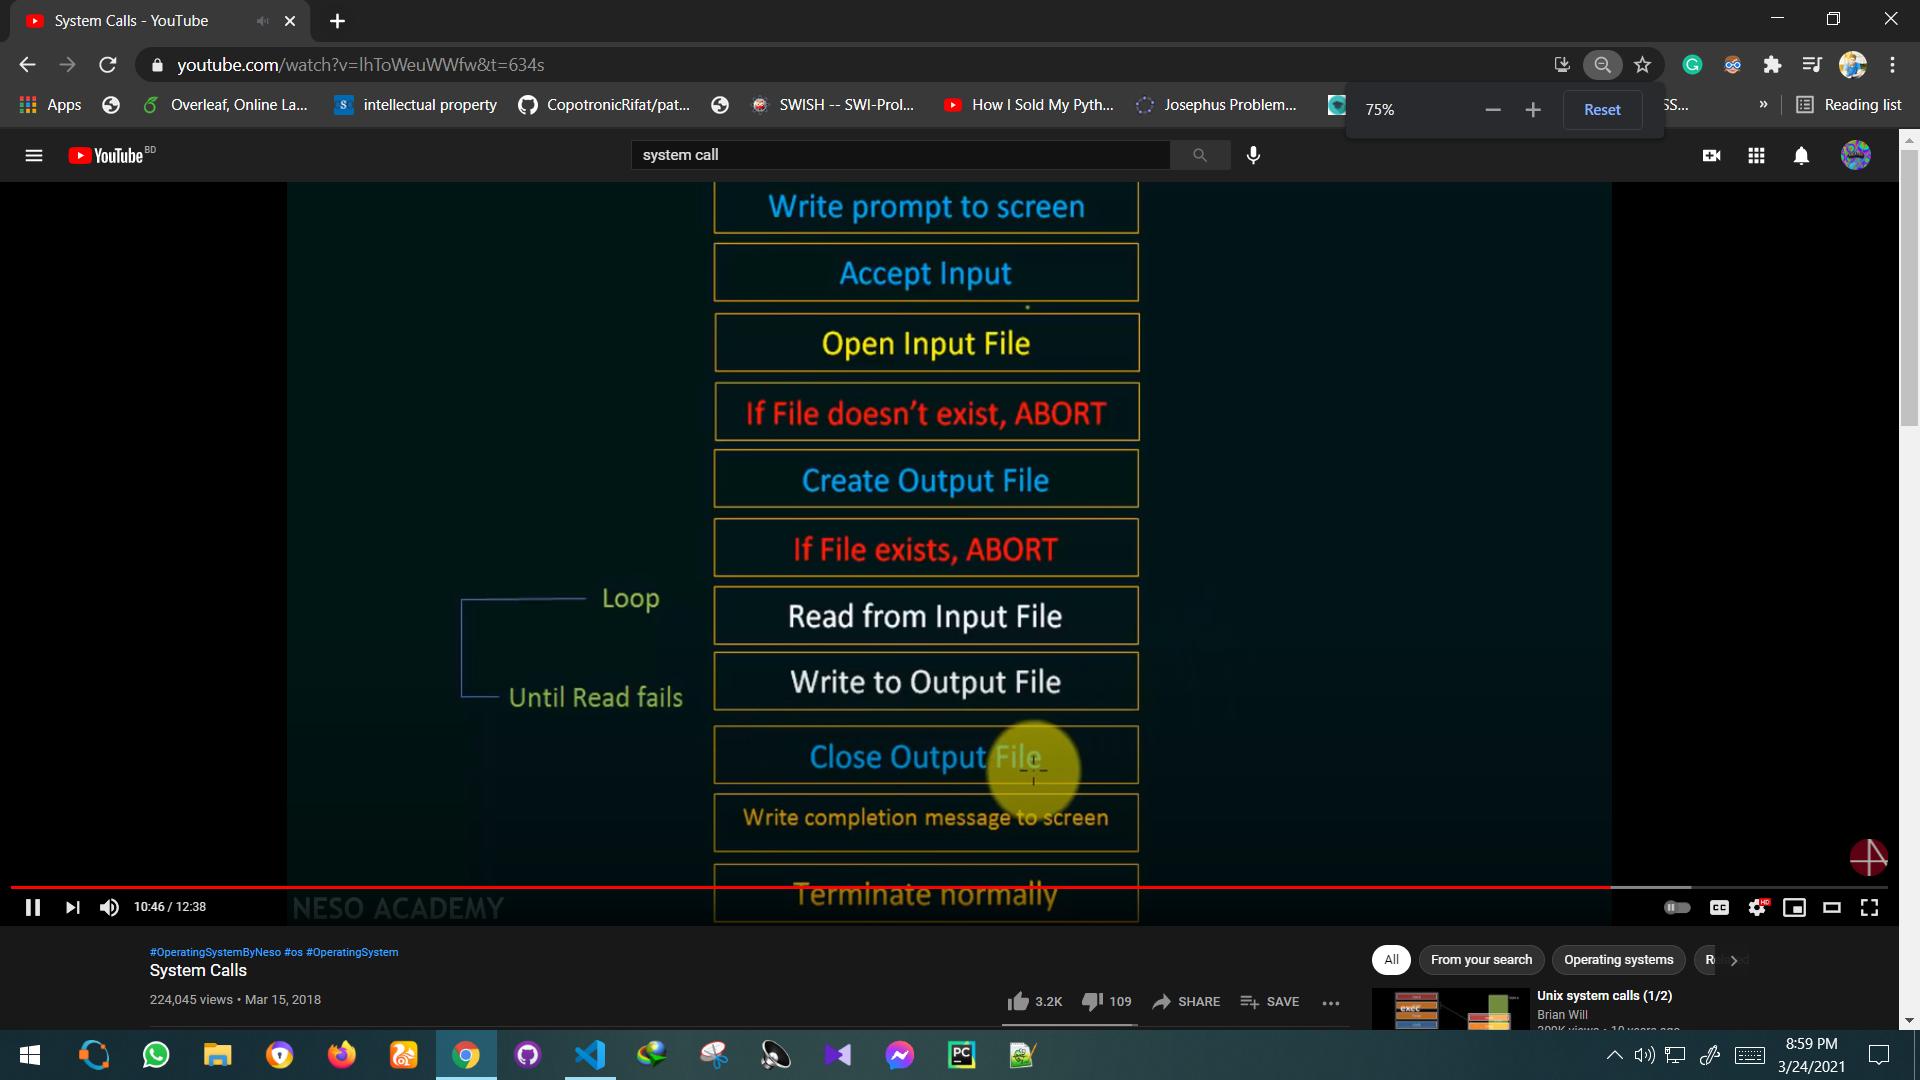 System Calls - YouTube
youtube.com/watch?v=lhToWeuWWfw&t=634s
Apps
Overleaf, Online La...
intellectual property
CopotronicRifat/pat...
SWISH -- SWI-Prol...
How I Sold My Pyth...
Josephus Problem...
SS...
»
Reading list
75%
Reset
YouTube BD
system call
Write prompt to screen
Accept Input
Open Input File
If File doesn't exist, ABORT
Create Output File
If File exists, ABORT
Loop
Read from Input File
Until Read fails
Write to Output File
Close Output File
Write completion message to screen
Terminate normally
NESO ACADEMY
10:46 / 12:38
CC
HD
#OperatingSystemByNeso #os #OperatingSystem
System Calls
224,045 views • Mar 15, 2018
3.2K
109
SHARE
SAVE
All
From your search
Operating systems
Unix system calls (1/2)
Brian Will
exec
PC
8:59 PM
3/24/2021